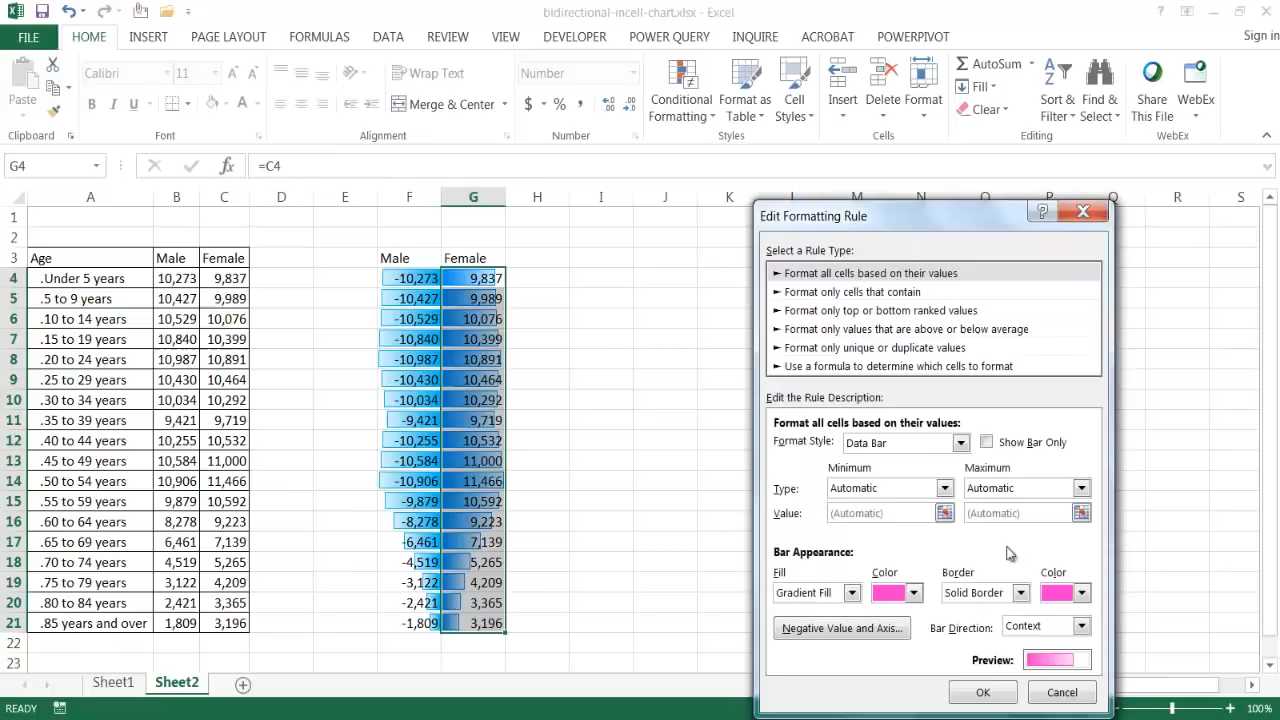 bidirectional-incell-chart.xlsx - Excel
FILE HOME INSERT PAGE LAYOUT FORMULAS DATA REVIEW VIEW DEVELOPER POWER QUERY INQUIRE ACROBAT POWERPIVOT Sign in
Paste
Calibri 11
B I U
Wrap Text
Merge & Center
Number
$ % ,
Conditional Formatting
Format as Table
Cell Styles
Insert Delete Format
AutoSum
Fill
Clear
Sort & Filter
Find & Select
Share This File
WebEx
Clipboard Font Alignment Number Styles Cells Editing WebEx
G4 fx =C4
A B C D E F G H I J K L M N O P Q R S
1
2
3 Age Male Female Male Female
4 .Under 5 years 10,273 9,837 -10,273 9,837
5 .5 to 9 years 10,427 9,989 -10,427 9,989
6 .10 to 14 years 10,529 10,076 -10,529 10,076
7 .15 to 19 years 10,840 10,399 -10,840 10,399
8 .20 to 24 years 10,987 10,891 -10,987 10,891
9 .25 to 29 years 10,430 10,464 -10,430 10,464
10 .30 to 34 years 10,034 10,292 -10,034 10,292
11 .35 to 39 years 9,421 9,719 -9,421 9,719
12 .40 to 44 years 10,255 10,532 -10,255 10,532
13 .45 to 49 years 10,584 11,000 -10,584 11,000
14 .50 to 54 years 10,906 11,466 -10,906 11,466
15 .55 to 59 years 9,879 10,592 -9,879 10,592
16 .60 to 64 years 8,278 9,223 -8,278 9,223
17 .65 to 69 years 6,461 7,139 -6,461 7,139
18 .70 to 74 years 4,519 5,265 -4,519 5,265
19 .75 to 79 years 3,122 4,209 -3,122 4,209
20 .80 to 84 years 2,421 3,365 -2,421 3,365
21 .85 years and over 1,809 3,196 -1,809 3,196
22
23
Edit Formatting Rule
Select a Rule Type:
► Format all cells based on their values
► Format only cells that contain
► Format only top or bottom ranked values
► Format only values that are above or below average
► Format only unique or duplicate values
► Use a formula to determine which cells to format
Edit the Rule Description:
Format all cells based on their values:
Format Style: Data Bar Show Bar Only
Minimum Maximum
Type: Automatic Automatic
Value: (Automatic) (Automatic)
Bar Appearance:
Fill Color Border Color
Gradient Fill Solid Border
Negative Value and Axis... Bar Direction: Context
Preview:
OK Cancel
Sheet1 Sheet2
READY 100%